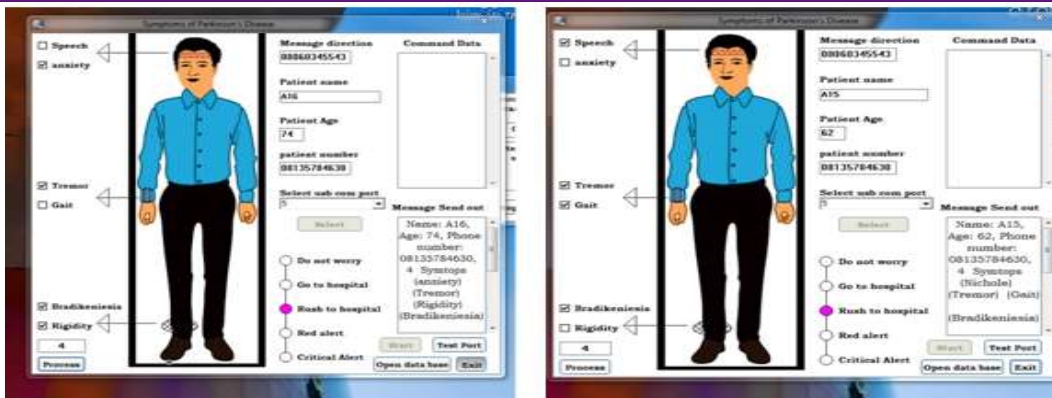 Symptoms of Parkinson's Disease
Speech
anxiety
Tremor
Gait
Bradikeniesia
Rigidity
4
Process
Message direction
08060345543
Patient name
A16
Patient Age
74
patient number
08135784630
Select usb com port
5
Select
Do not worry
Go to hospital
Rush to hospital
Red alert
Critical Alert
Command Data
Message Send out
Name: A16,
Age: 74, Phone
number:
08135784630,
4 Symtops
(anxiety)
(Tremor)
(Rigidity)
(Bradikeniesia)
Start
Test Port
Open data base
Exit
Symptoms of Parkinson's Disease
Speech
anxiety
Tremor
Gait
Bradikeniesia
Rigidity
4
Process
Message direction
08060345543
Patient name
A15
Patient Age
62
patient number
08135784630
Select usb com port
5
Select
Do not worry
Go to hospital
Rush to hospital
Red alert
Critical Alert
Command Data
Message Send out
Name: A15,
Age: 62, Phone
number:
08135784630,
4 Symtops
(Nichole)
(Tremor) (Gait)
(Bradikeniesia)
Start
Test Port
Open data base
Exit